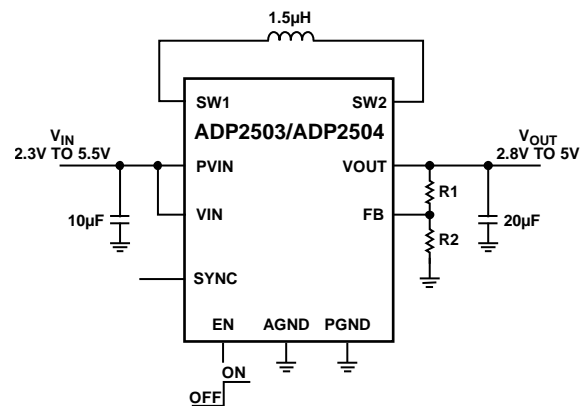 1.5µH
SW1
SW2
ADP2503/ADP2504
VIN
2.3V TO 5.5V
VOUT
2.8V TO 5V
PVIN
VOUT
R1
10µF
VIN
FB
R2
20µF
SYNC
EN
AGND
PGND
ON
OFF